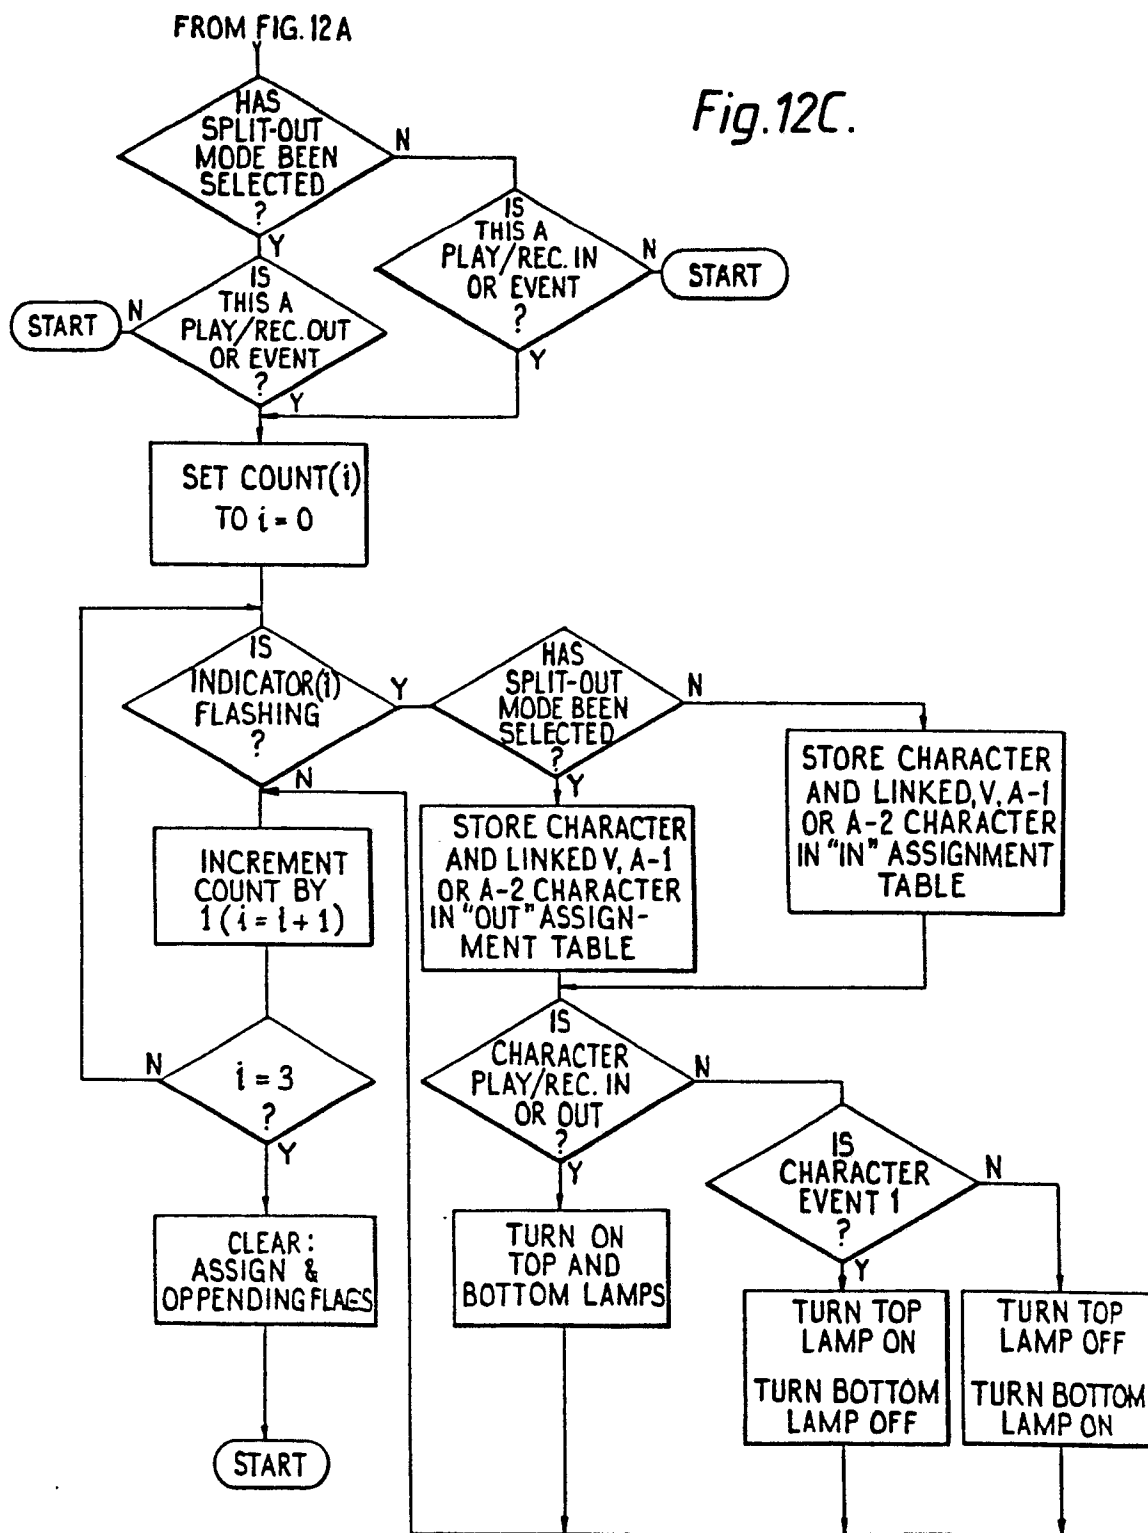 FROM FIG. 12A
Fig.12C.
HAS
SPLIT-OUT
MODE BEEN
SELECTED
?
N
Y
IS
THIS A
PLAY/REC. IN
OR EVENT
?
N
START
Y
IS
THIS A
PLAY/REC. OUT
OR EVENT
?
N
START
Y
SET COUNT(i)
TO i = 0
IS
INDICATOR(i)
FLASHING
?
Y
N
HAS
SPLIT-OUT
MODE BEEN
SELECTED
?
N
Y
STORE CHARACTER
AND LINKED, V, A-1
OR A-2 CHARACTER
IN "IN" ASSIGNMENT
TABLE
STORE CHARACTER
AND LINKED V, A-1
OR A-2 CHARACTER
IN "OUT" ASSIGN-
MENT TABLE
INCREMENT
COUNT BY
1 ( i = i + 1 )
i = 3
?
N
Y
IS
CHARACTER
PLAY/REC. IN
OR OUT
?
N
Y
IS
CHARACTER
EVENT 1
?
N
Y
CLEAR:
ASSIGN &
OPPENDING FLAGS
TURN ON
TOP AND
BOTTOM LAMPS
TURN TOP
LAMP ON
TURN BOTTOM
LAMP OFF
TURN TOP
LAMP OFF
TURN BOTTOM
LAMP ON
START